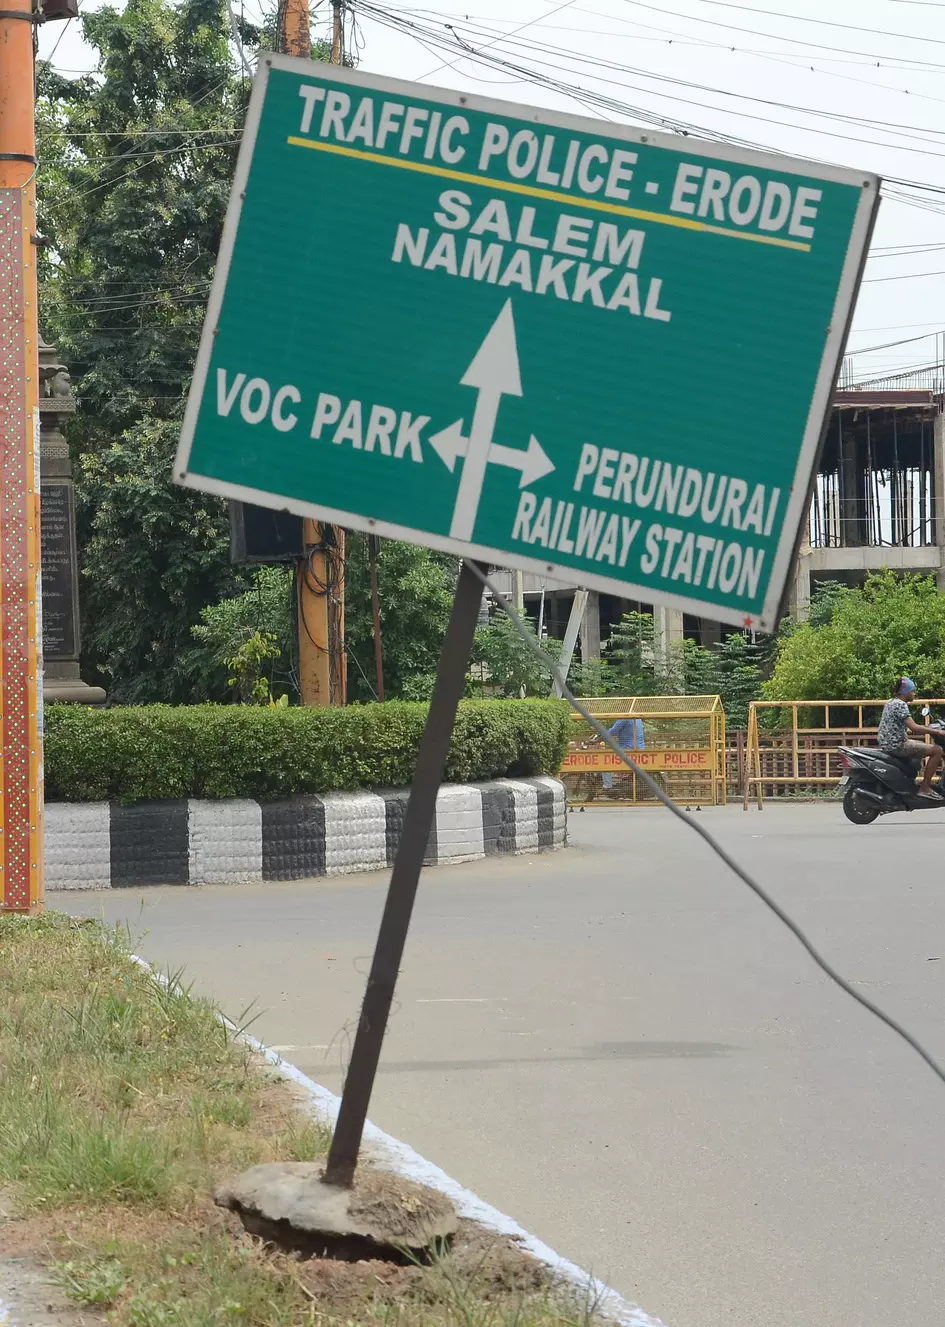 TRAFFIC POLICE - ERODE
SALEM
NAMAKKAL
VOC PARK
PERUNDURAI
RAILWAY STATION
ERODE DISTRICT POLICE